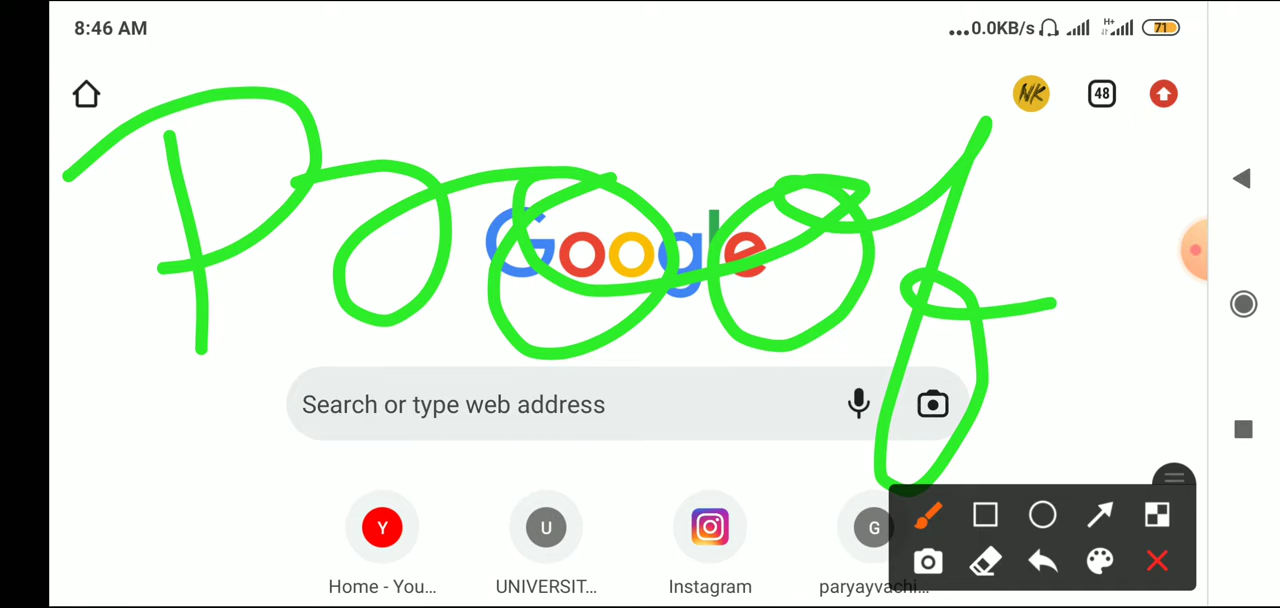 8:46 AM ...0.0KB/s H+ 71
NK 48
Proof
Google
Search or type web address
Y U G
Home - You... UNIVERSIT... Instagram paryayvachi...